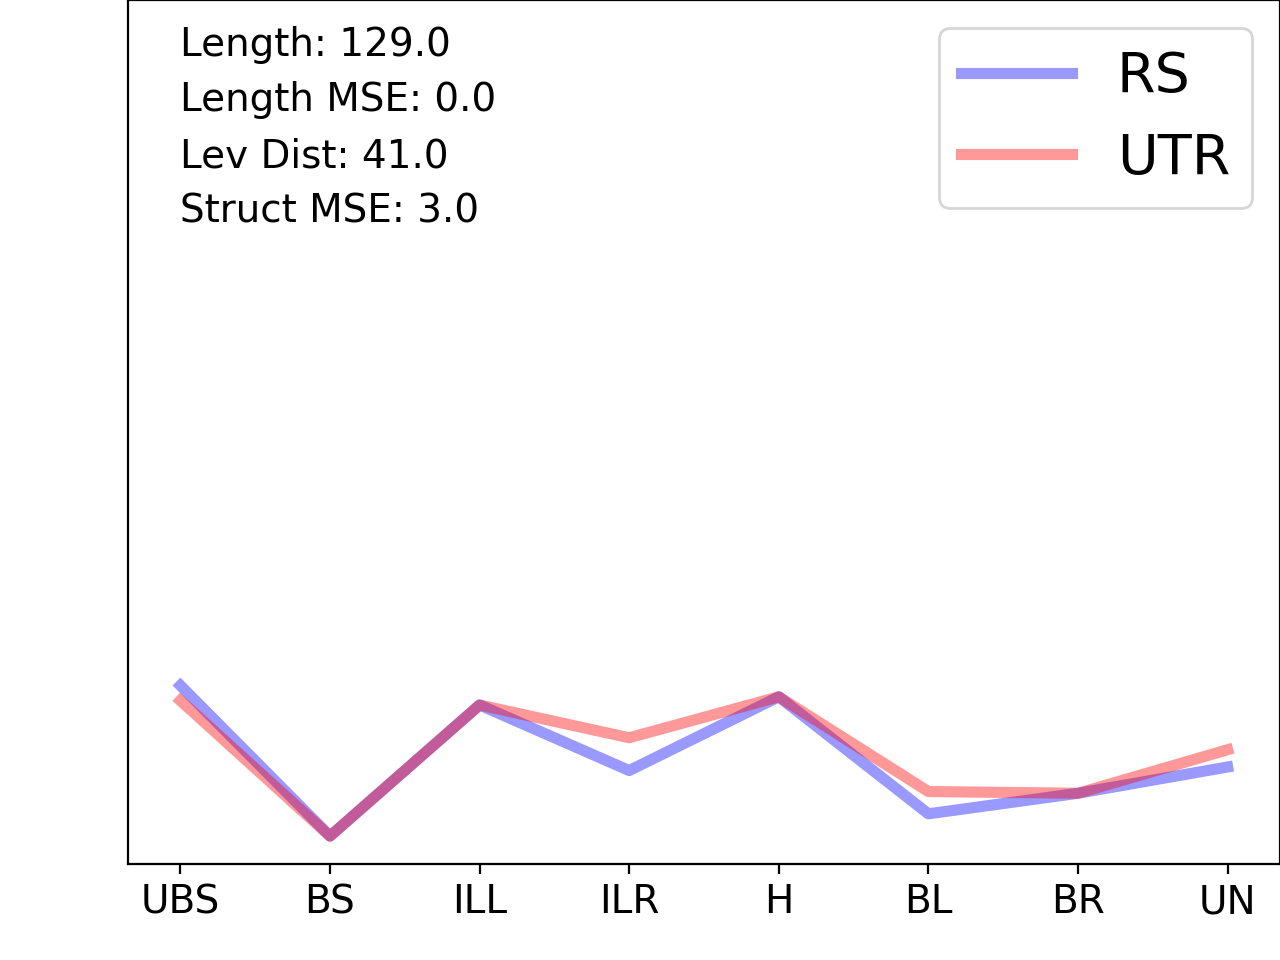 Length: 129.0
Length MSE: 0.0
Lev Dist: 41.0
Struct MSE: 3.0
RS
UTR
UBS BS ILL ILR H BL BR UN